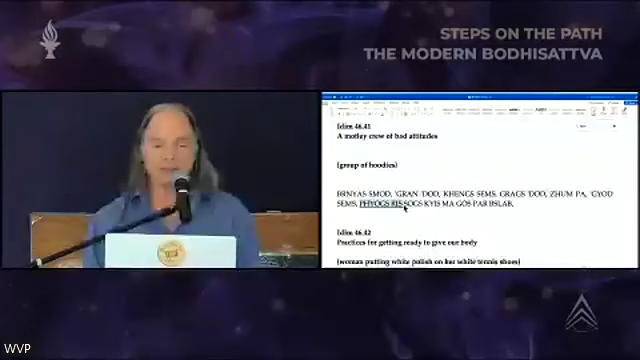 STEPS ON THE PATH
THE MODERN BODHISATTVA
[dim 46.41
A motley crew of bad attitudes
(group of hoodies)
BRNYAS SMOD, 'GRAN 'DOD, KHENGS SEMS, GRAGS 'DOD, ZHUM PA, 'GYOD
SEMS, PHYOGS RIS SOGS KYIS MA GOS PAR BSLAB,
[dim 46.42
Practices for getting ready to give our body
(woman putting white polish on her white tennis shoes)
WVP